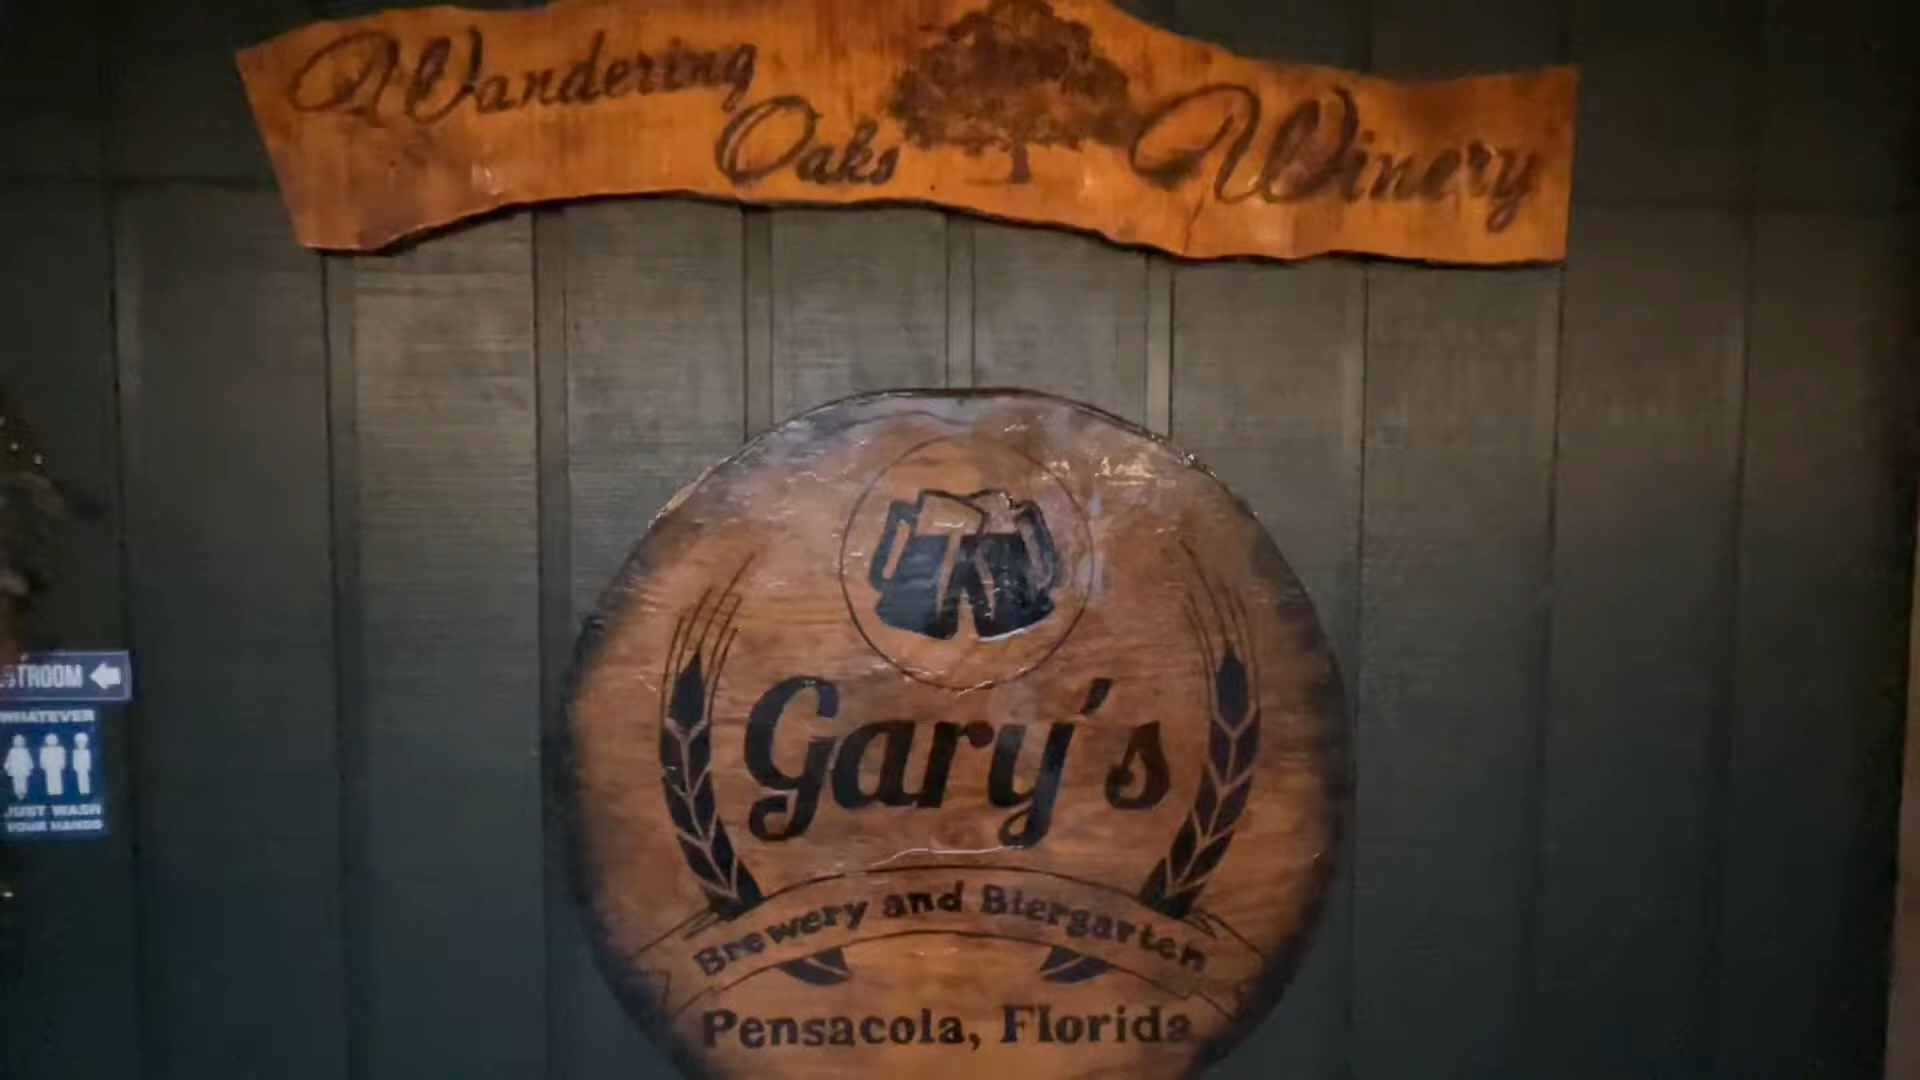 Wandering
Oaks
Winery
Gary's
Brewery and Biergarten
Pensacola, Florida
STROOM
WHATEVER
JUST WASH
YOUR HANDS